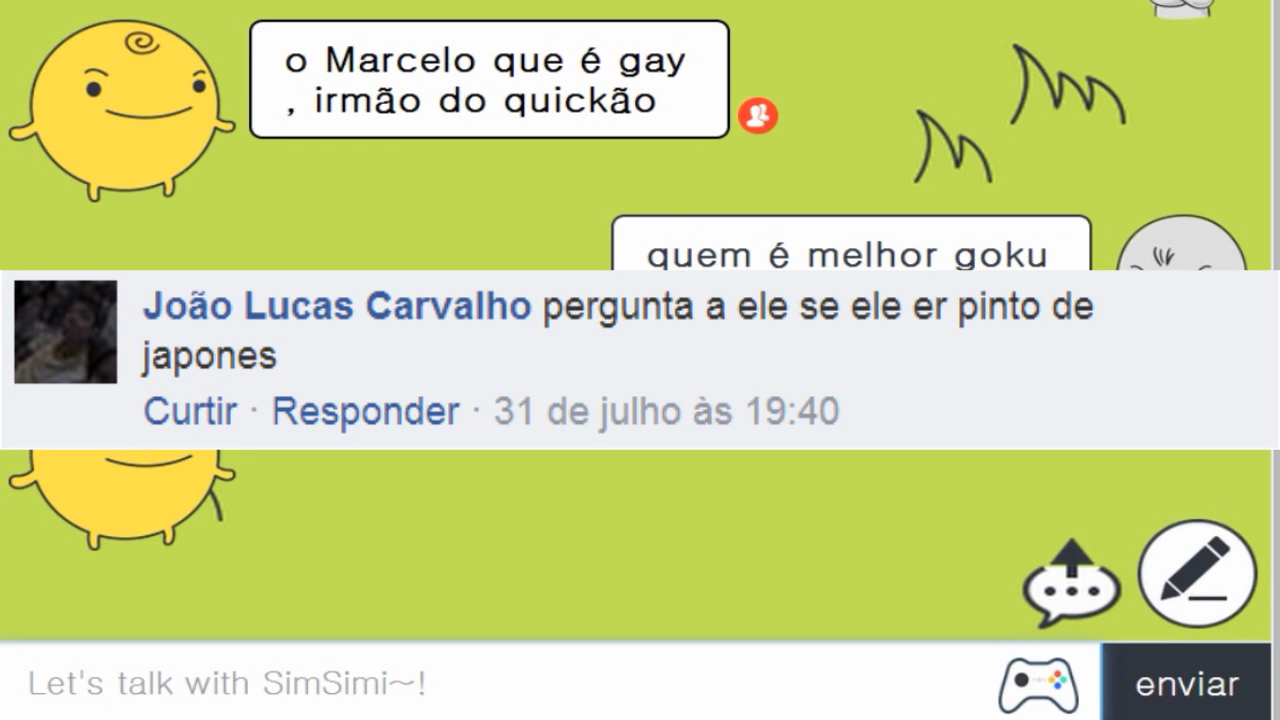 o Marcelo que é gay
, irmão do quickão
quem é melhor goku
João Lucas Carvalho pergunta a ele se ele er pinto de
japones
Curtir · Responder · 31 de julho às 19:40
Let's talk with SimSimi~!
enviar